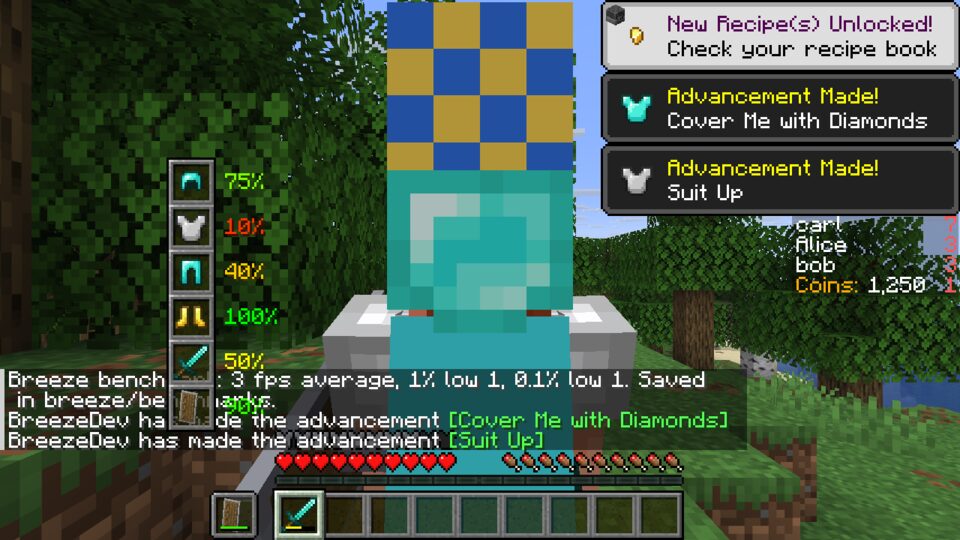 New Recipe(s) Unlocked!
Check your recipe book
Advancement Made!
Cover Me with Diamonds
Advancement Made!
Suit Up
75%
10%
40%
100%
50%
90%
carl 7
Alice
bob
Coins: 1,250 1
Breeze bench : 3 fps average, 1% low 1, 0.1% low 1. Saved
in breeze/be rks.
BreezeDev ha de the advancement [Cover Me with Diamonds]
BreezeDev has made the advancement [Suit Up]